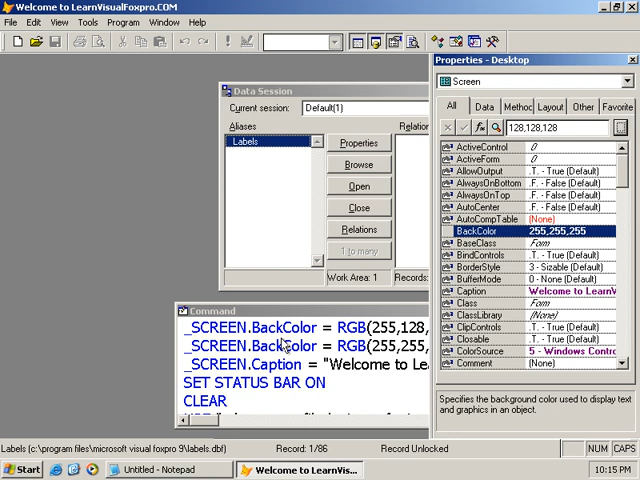 Welcome to LearnVisualFoxpro.COM
File Edit View Tools Program Window Help
Properties - Desktop
Screen
All Data Method Layout Other Favorite
128,128,128
ActiveControl 0
ActiveForm 0
AllowOutput .T. - True (Default)
AlwaysOnBottom .F. - False (Default)
AlwaysOnTop .F. - False (Default)
AutoCenter .F. - False (Default)
AutoCompTable (None)
BackColor 255,255,255
BaseClass Form
BindControls .T. - True (Default)
BorderStyle 3 - Sizable (Default)
BufferMode 0 - None (Default)
Caption Welcome to LearnV
Class Form
ClassLibrary (None)
ClipControls .T. - True (Default)
Closable .T. - True (Default)
ColorSource 5 - Windows Contro
Comment (None)
Specifies the background color used to display text
and graphics in an object.
Data Session
Current session: Default(1)
Aliases Relation
Labels
Properties
Browse
Open
Close
Relations
1 to many
Work Area: 1 Records:
Command
_SCREEN.BackColor = RGB(255,128,
_SCREEN.BackColor = RGB(255,255,
_SCREEN.Caption = "Welcome to Lea
SET STATUS BAR ON
CLEAR
Labels (c:\program files\microsoft visual foxpro 9\labels.dbf) Record: 1/86 Record Unlocked NUM CAPS
Start Untitled - Notepad Welcome to LearnVis... 10:15 PM